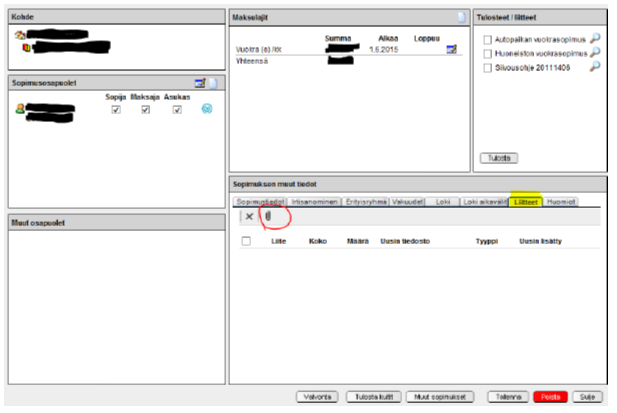 Kohde
Maksulajit
Summa Alkaa Loppuu
Vuokra (e) /kk 1.6.2015
Yhteensä
Tulosteet / liitteet
Autopaikan vuokrasopimus
Huoneiston vuokrasopimus
Siivousohje 20111406
Tulosta
Sopimusosapuolet
Sopija Maksaja Asukas
Muut osapuolet
Sopimuksen muut tiedot
Sopimustiedot Irtisanominen Erityisryhmä Vakuudet Loki Loki aikavälit Liitteet Huomiot
Liite Koko Määrä Uusin tiedosto Tyyppi Uusin lisätty
Valvonta Tulosta kuitit Muut sopimukset Tallenna Poista Sulje